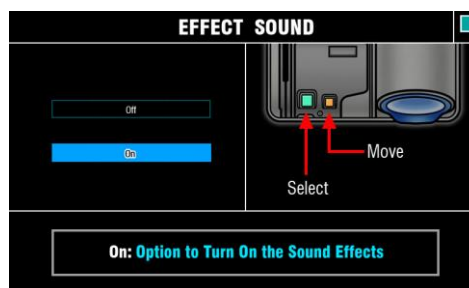 EFFECT SOUND
Off
On
Move
Select
On: Option to Turn On the Sound Effects